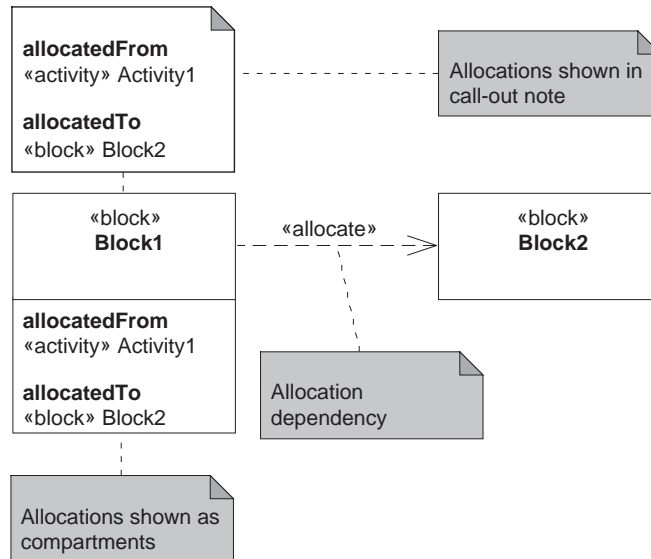 allocatedFrom
«activity» Activity1
allocatedTo
«block» Block2
Allocations shown in
call-out note
«block»
Block1
«allocate»
«block»
Block2
allocatedFrom
«activity» Activity1
allocatedTo
«block» Block2
Allocation
dependency
Allocations shown as
compartments